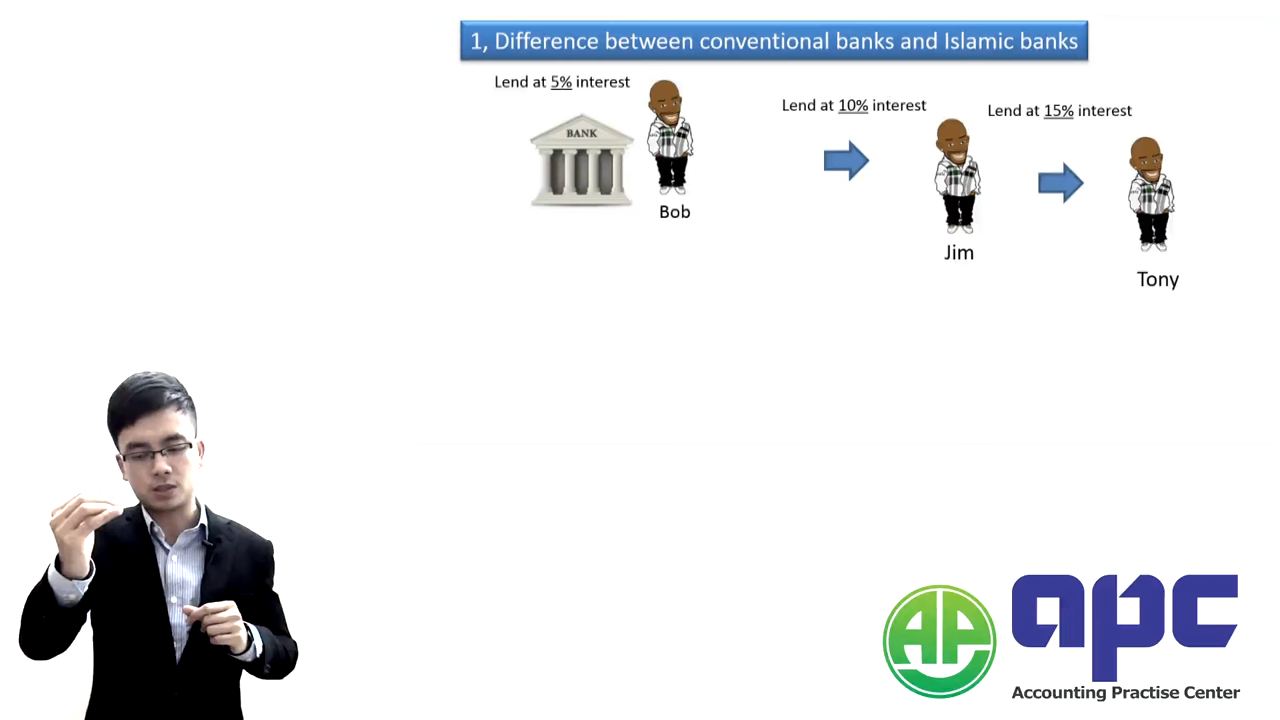 1, Difference between conventional banks and Islamic banks
Lend at 5% interest
BANK
Bob
Lend at 10% interest
Jim
Lend at 15% interest
Tony
AP
apc
Accounting Practise Center